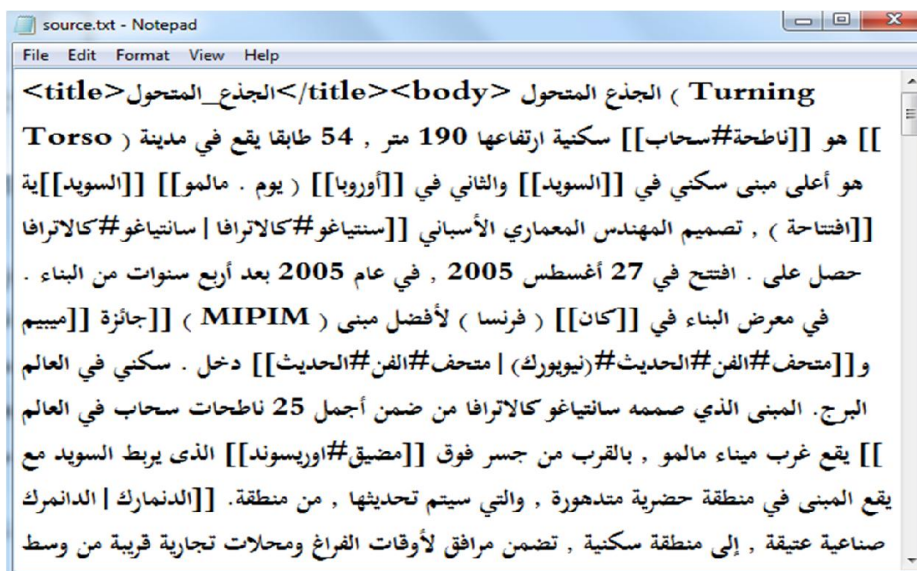 source.txt - Notepad
File Edit Format View Help
<title>الجذع_المتحول</title><body> الجذع المتحول ( Turning
Torso ) هو [[ناطحة#سحاب]] سكنية ارتفاعها 190 متر , 54 طابقا يقع في مدينة [[
مالمو]] [[السويد]]ية . هو أعلى مبنى سكني في [[السويد]] والثاني في [[أوروبا]] ( يوم
افتتاحة ) , تصميم المهندس المعماري الأسباني [[سنتياغو#كالاترافا | سانتياغو#كالاترافا]]
. افتتح في 27 أغسطس 2005 , في عام 2005 بعد أربع سنوات من البناء . حصل على
[[جائزة [[ميبيم ( MIPIM ) لأفضل مبنى في معرض البناء في [[كان]] ( فرنسا )
سكني في العالم . دخل [[متحف#الفن#الحديث#(نيويورك) | متحف#الفن#الحديث]] و
البرج. المبنى الذي صممه سانتياغو كالاترافا من ضمن أجمل 25 ناطحات سحاب في العالم
يقع غرب ميناء مالمو , بالقرب من جسر فوق [[مضيق#اوريسوند]] الذى يربط السويد مع [[
الدنمارك | الدانمرك]] .يقع المبنى في منطقة حضرية متدهورة , والتي سيتم تحديثها , من منطقة
صناعية عتيقة , إلى منطقة سكنية , تضمن مرافق لأوقات الفراغ ومحلات تجارية قريبة من وسط